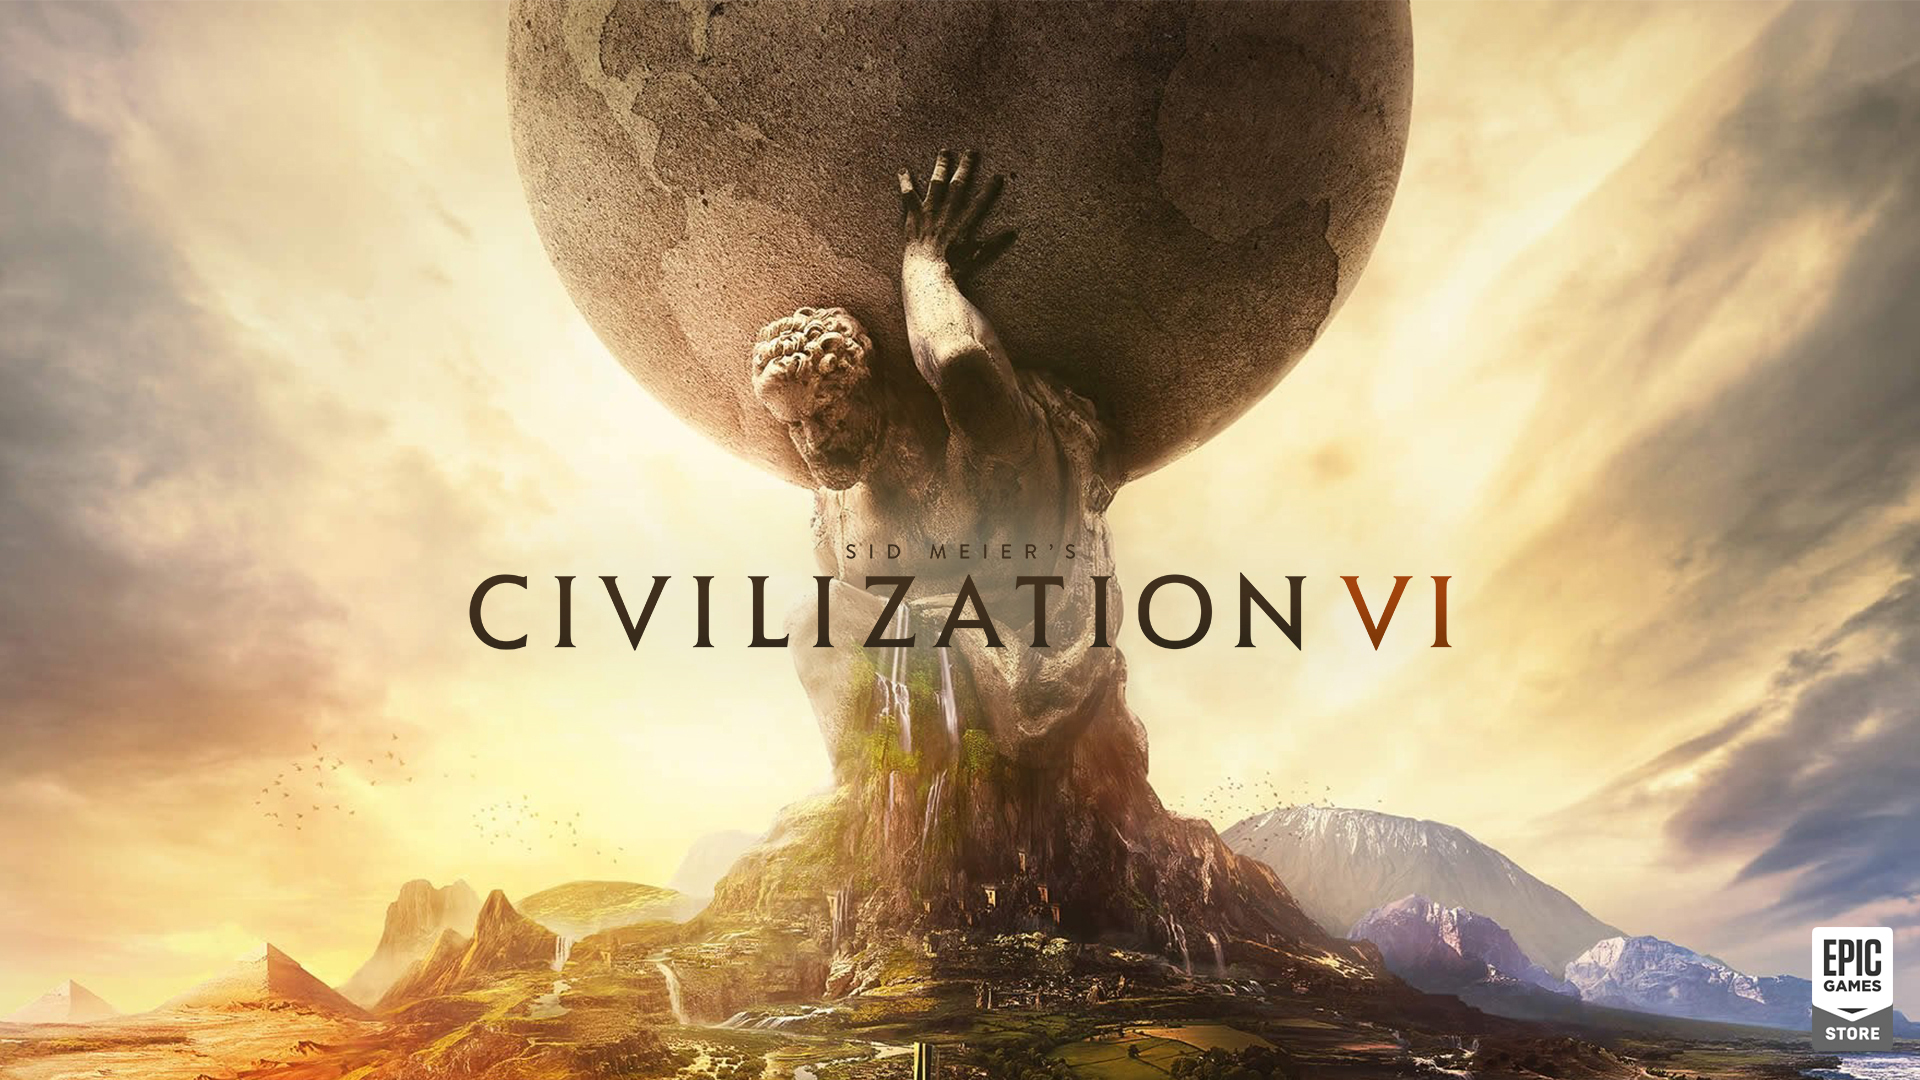 SID MEIER'S
CIVILIZATION VI
EPIC
GAMES
STORE